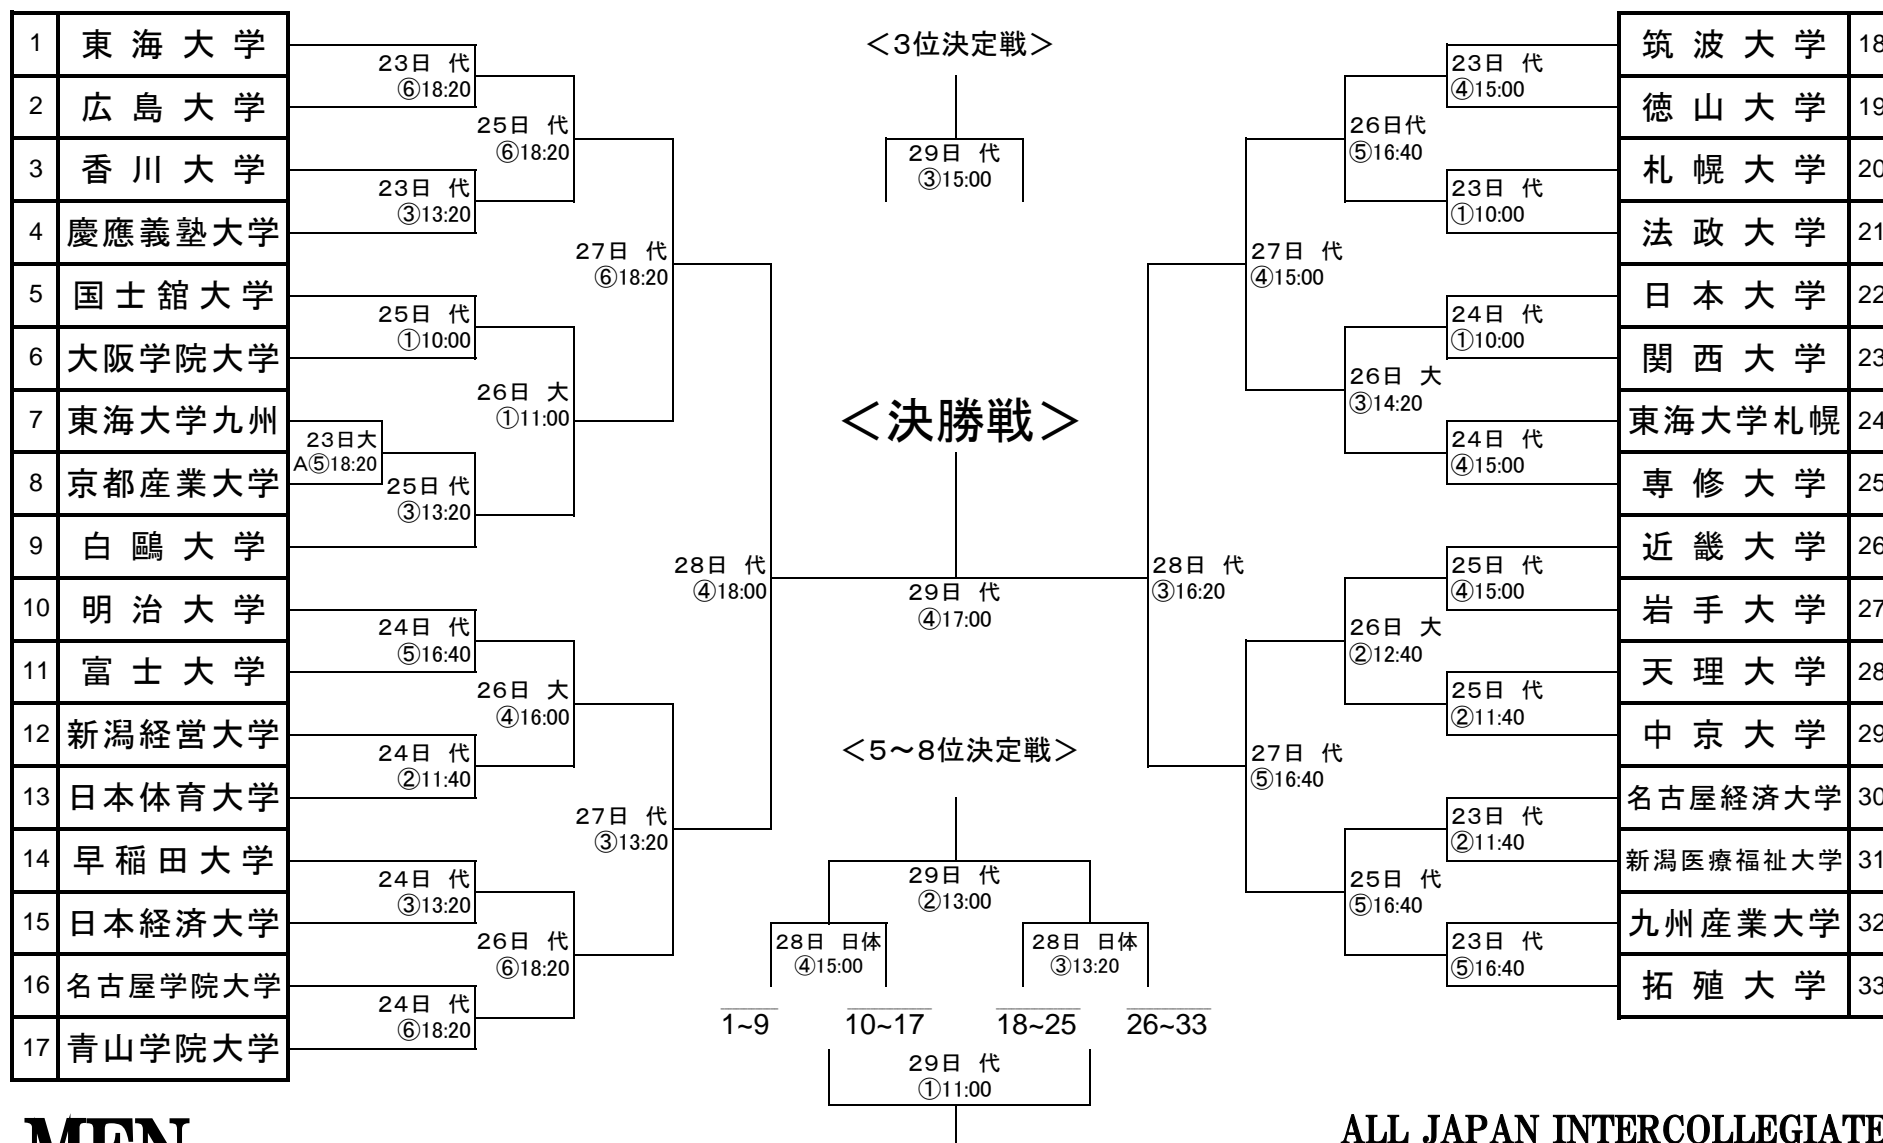 1 東海大学
2 広島大学
3 香川大学
4 慶應義塾大学
5 国士舘大学
6 大阪学院大学
7 東海大学九州
8 京都産業大学
9 白鷗大学
10 明治大学
11 富士大学
12 新潟経営大学
13 日本体育大学
14 早稲田大学
15 日本経済大学
16 名古屋学院大学
17 青山学院大学
23日 代
⑥18:20
23日 代
③13:20
25日 代
①10:00
23日大
A⑤18:20
25日 代
③13:20
24日 代
⑤16:40
24日 代
②11:40
24日 代
③13:20
24日 代
⑥18:20
25日 代
⑥18:20
26日 大
①11:00
26日 大
④16:00
26日 代
⑥18:20
27日 代
⑥18:20
27日 代
③13:20
28日 代
④18:00
<3位決定戦>
29日 代
③15:00
<決勝戦>
29日 代
④17:00
<5~8位決定戦>
29日 代
②13:00
28日 日体
④15:00
28日 日体
③13:20
1~9
10~17
18~25
26~33
29日 代
①11:00
28日 代
③16:20
27日 代
④15:00
27日 代
⑤16:40
26日代
⑤16:40
26日 大
③14:20
26日 大
②12:40
25日 代
⑤16:40
23日 代
④15:00
23日 代
①10:00
24日 代
①10:00
24日 代
④15:00
25日 代
④15:00
25日 代
②11:40
23日 代
②11:40
23日 代
⑤16:40
筑波大学 18
徳山大学 19
札幌大学 20
法政大学 21
日本大学 22
関西大学 23
東海大学札幌 24
専修大学 25
近畿大学 26
岩手大学 27
天理大学 28
中京大学 29
名古屋経済大学 30
新潟医療福祉大学 31
九州産業大学 32
拓殖大学 33
MEN
ALL JAPAN INTERCOLLEGIATE